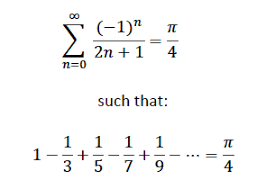 ∞
∑ (-1)ⁿ / (2n + 1) = π / 4
n=0
such that:
1 − 1/3 + 1/5 − 1/7 + 1/9 − ⋯ = π/4